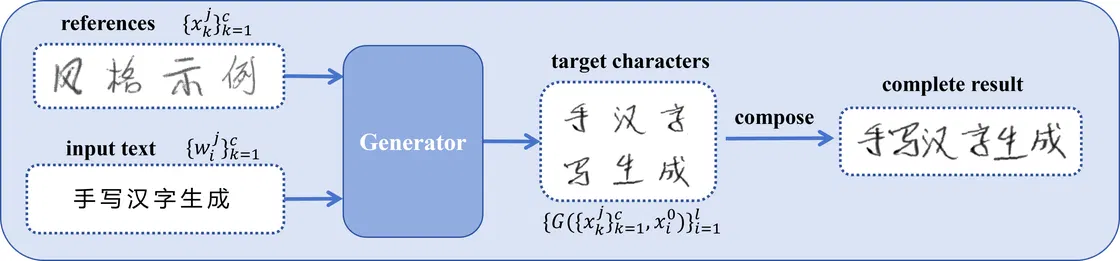 references {x_k^j}_{k=1}^c
风格示例
input text {w_i^j}_{k=1}^c
手写汉字生成
Generator
target characters
手汉字
写生成
{G({x_k^j}_{k=1}^c, x_i^0)}_{i=1}^l
compose
complete result
手写汉字生成